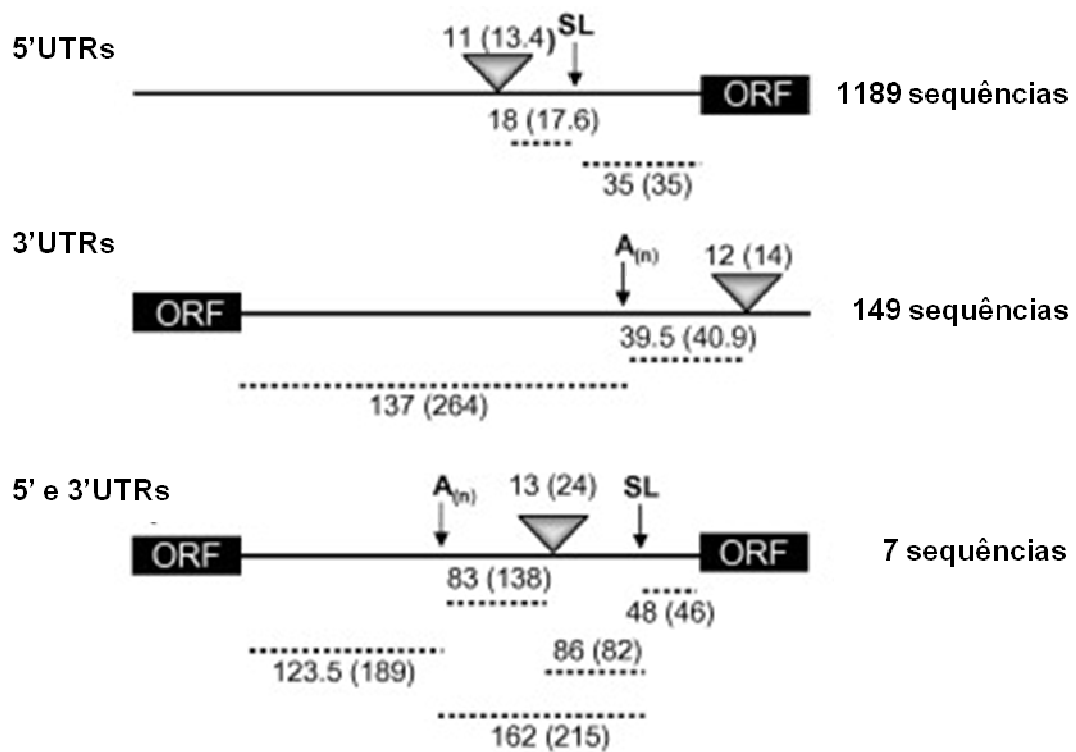 5’UTRs
11 (13.4)
SL
ORF
1189 sequências
18 (17.6)
35 (35)
3’UTRs
A(n)
12 (14)
ORF
149 sequências
39.5 (40.9)
137 (264)
5’ e 3’UTRs
A(n)
13 (24)
SL
ORF
ORF
7 sequências
83 (138)
48 (46)
86 (82)
123.5 (189)
162 (215)